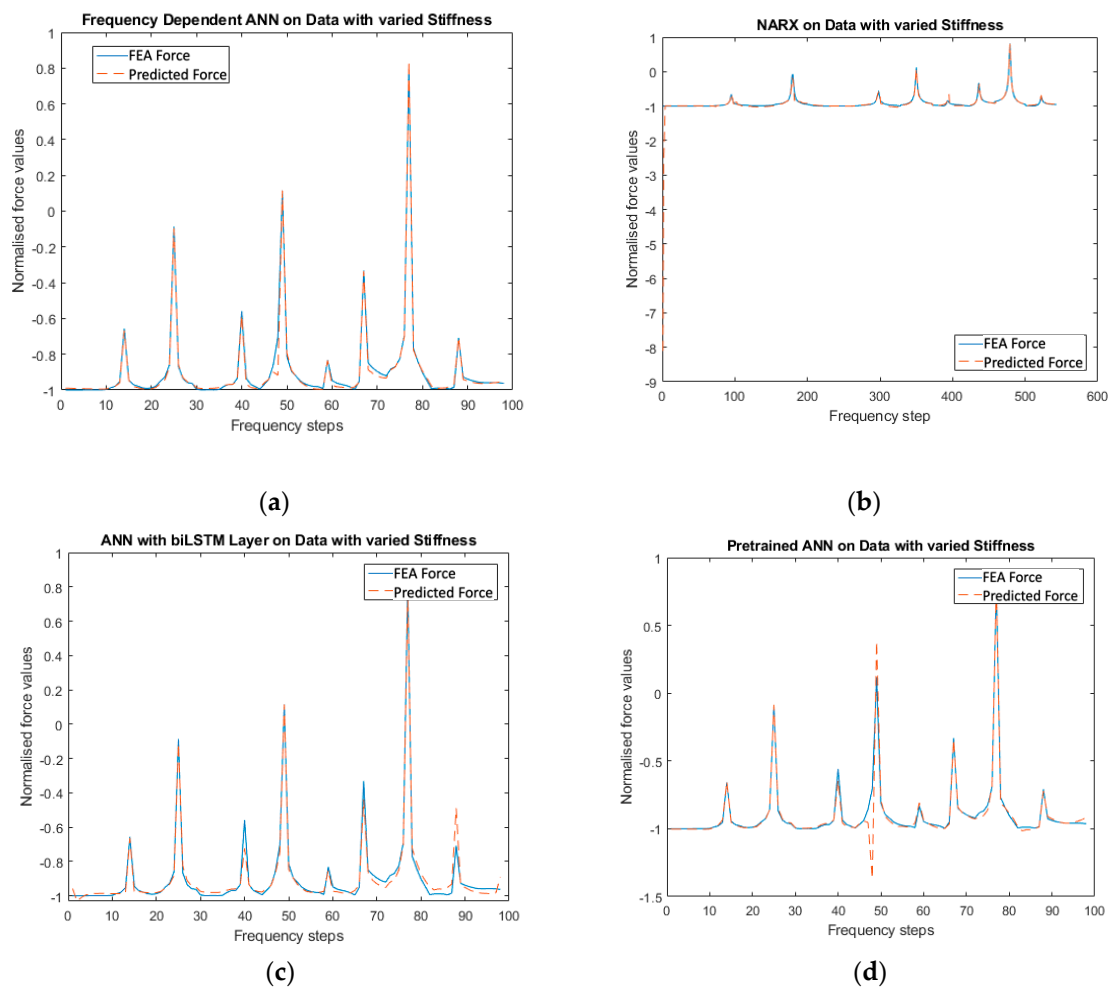 Frequency Dependent ANN on Data with varied Stiffness
1
0.8
0.6
0.4
0.2
0
-0.2
-0.4
-0.6
-0.8
-1
Normalised force values
FEA Force
Predicted Force
0 10 20 30 40 50 60 70 80 90 100
Frequency steps
(a)
NARX on Data with varied Stiffness
1
0
-1
-2
-3
-4
-5
-6
-7
-8
-9
Normalised force values
FEA Force
Predicted Force
0 100 200 300 400 500 600
Frequency step
(b)
ANN with biLSTM Layer on Data with varied Stiffness
1
0.8
0.6
0.4
0.2
0
-0.2
-0.4
-0.6
-0.8
-1
Normalised force values
FEA Force
Predicted Force
0 10 20 30 40 50 60 70 80 90 100
Frequency steps
(c)
Pretrained ANN on Data with varied Stiffness
1
0.5
0
-0.5
-1
-1.5
Normalised force values
FEA Force
Predicted Force
0 10 20 30 40 50 60 70 80 90 100
Frequency steps
(d)